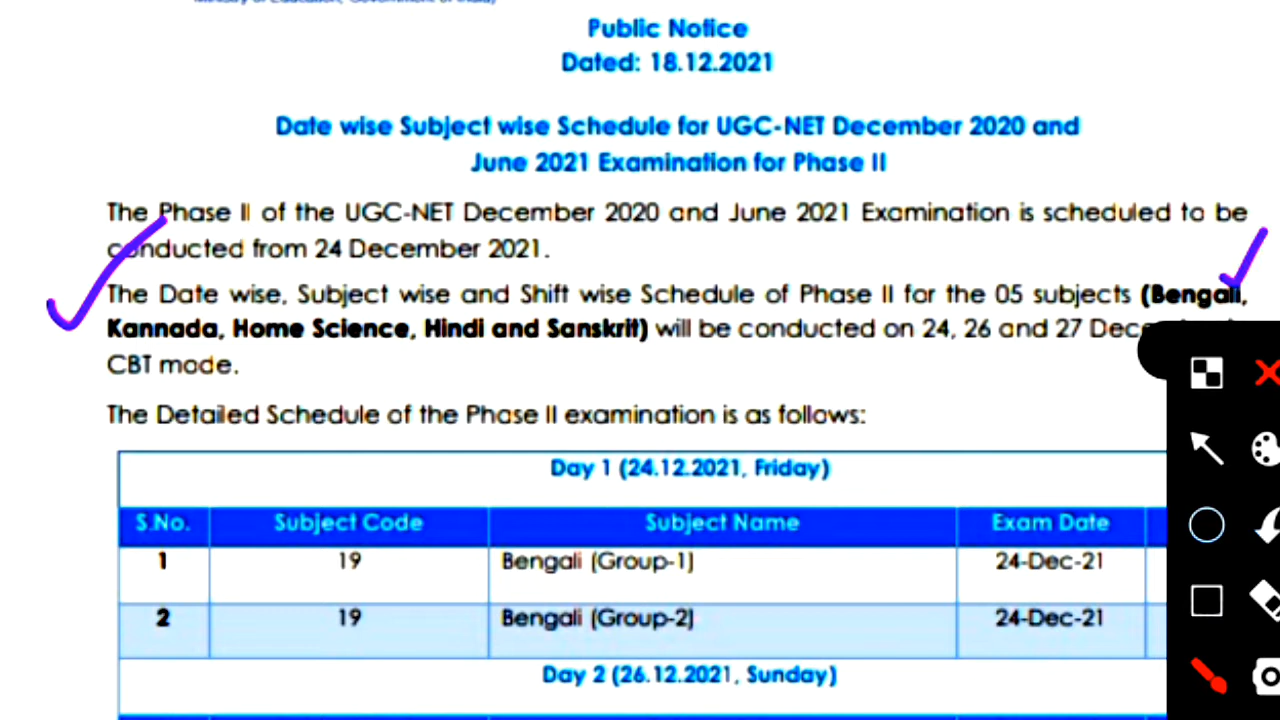 Ministry of Education, Government of India)
Public Notice
Dated: 18.12.2021
Date wise Subject wise Schedule for UGC-NET December 2020 and
June 2021 Examination for Phase II
The Phase II of the UGC-NET December 2020 and June 2021 Examination is scheduled to be
conducted from 24 December 2021.
The Date wise, Subject wise and Shift wise Schedule of Phase II for the 05 subjects (Bengali,
Kannada, Home Science, Hindi and Sanskrit) will be conducted on 24, 26 and 27
CBT mode.
The Detailed Schedule of the Phase II examination is as follows:
Day 1 (24.12.2021, Friday)
S.No. Subject Code Subject Name Exam Date
1 19 Bengali (Group-1) 24-Dec-21
2 19 Bengali (Group-2) 24-Dec-21
Day 2 (26.12.2021, Sunday)